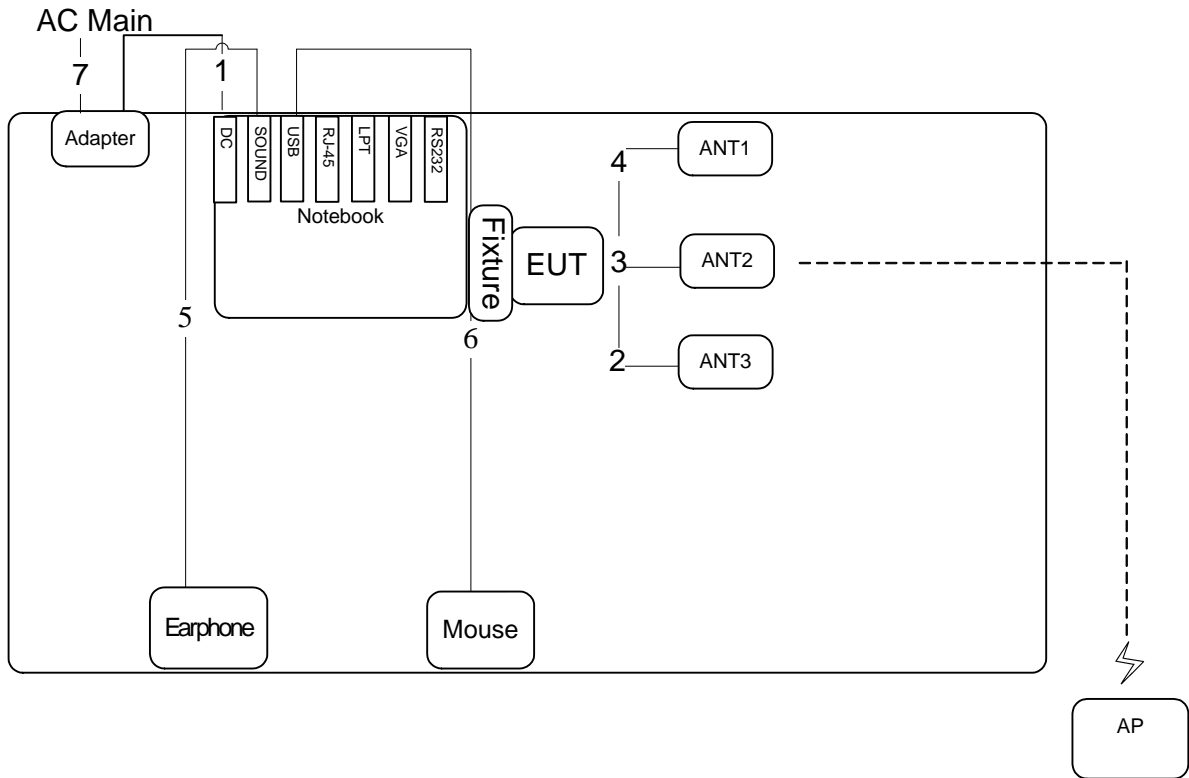 AC Main
7
1
Adapter
DC
SOUND
USB
RJ-45
LPT
VGA
RS232
Notebook
Fixture
EUT
4
ANT1
3
ANT2
2
ANT3
5
6
Earphone
Mouse
AP